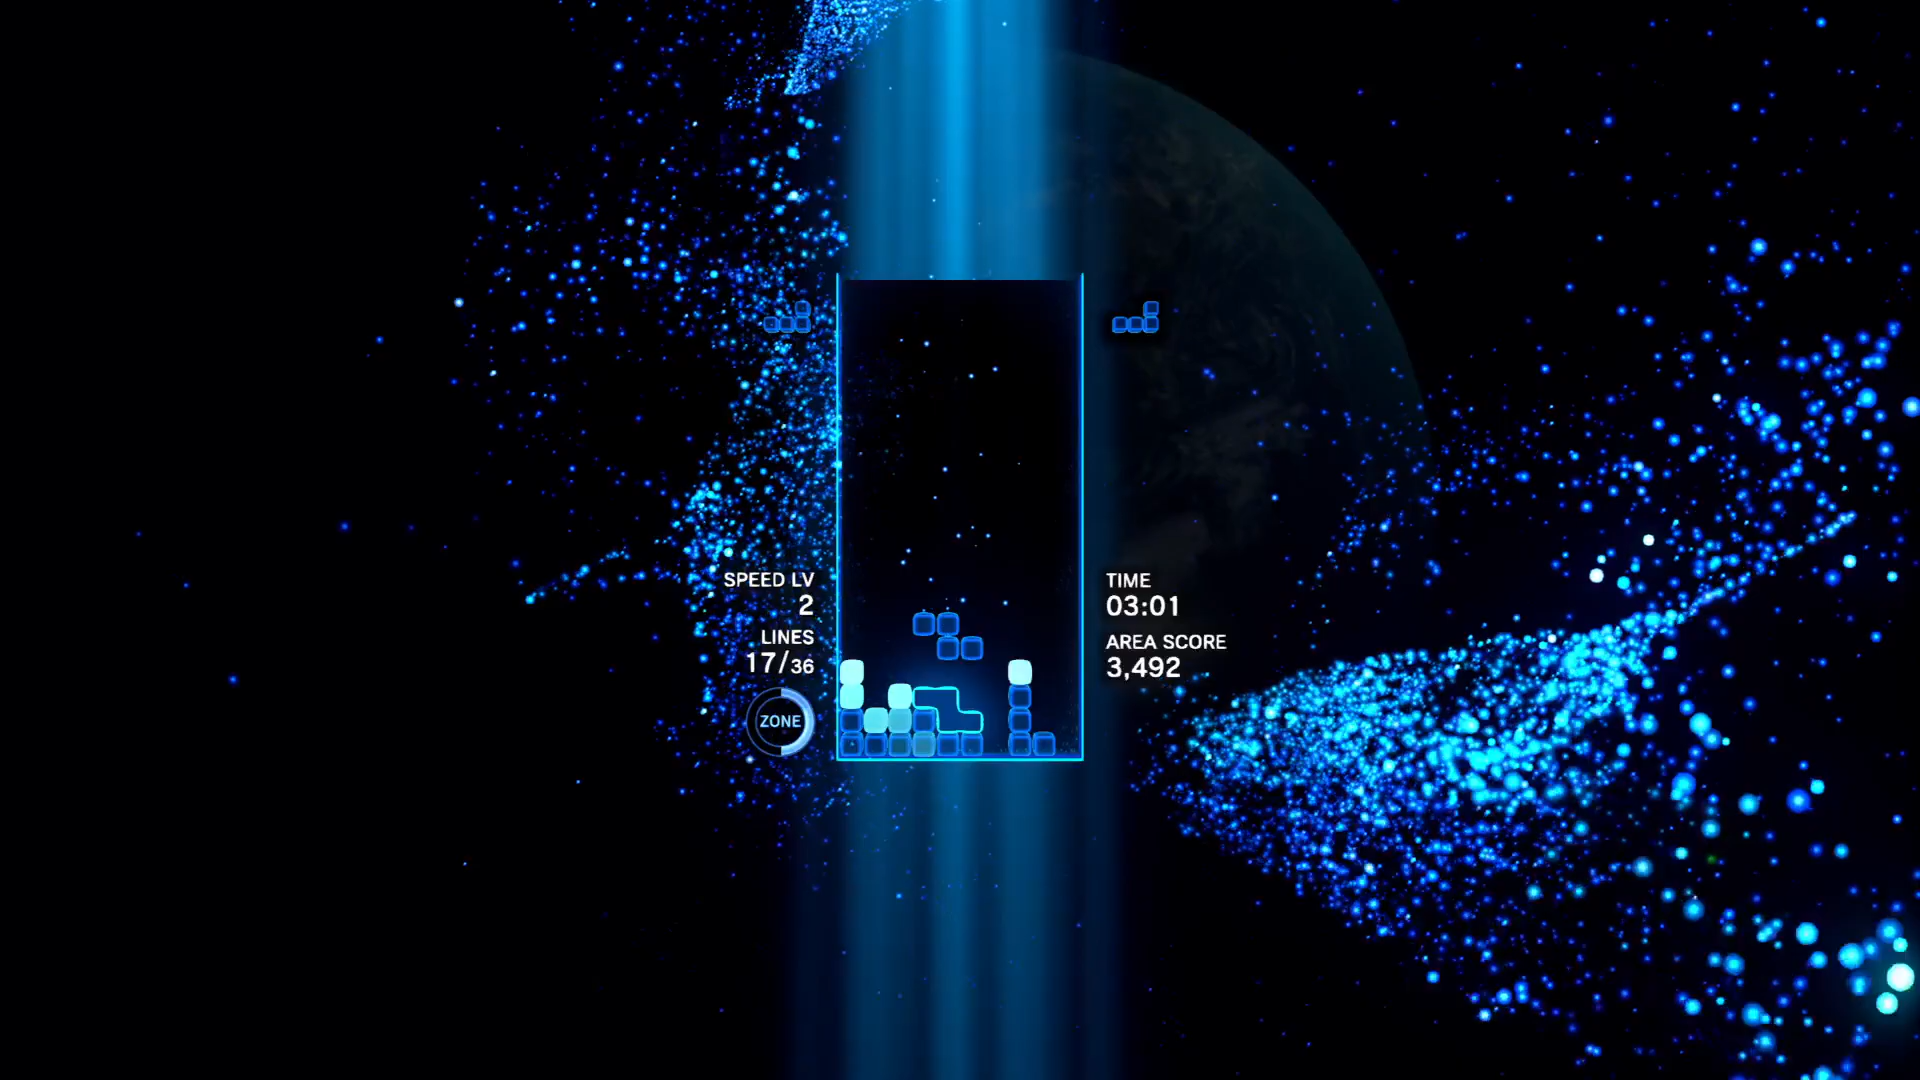 SPEED LV
2
LINES
17/36
ZONE
TIME
03:01
AREA SCORE
3,492